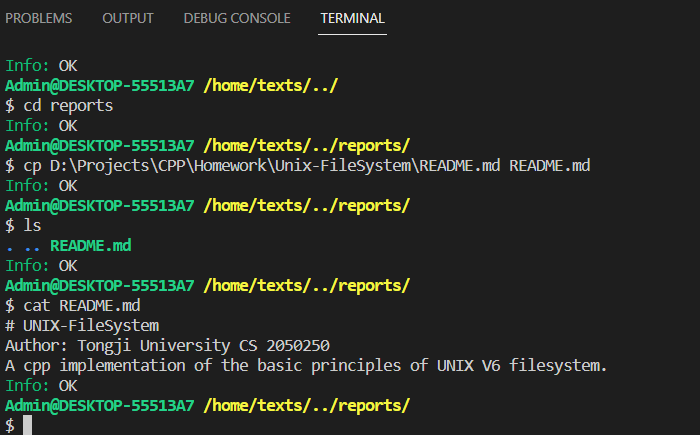 PROBLEMS OUTPUT DEBUG CONSOLE TERMINAL
Info: OK
Admin@DESKTOP-55513A7 /home/texts/../
$ cd reports
Info: OK
Admin@DESKTOP-55513A7 /home/texts/../reports/
$ cp D:\Projects\CPP\Homework\Unix-FileSystem\README.md README.md
Info: OK
Admin@DESKTOP-55513A7 /home/texts/../reports/
$ ls
. .. README.md
Info: OK
Admin@DESKTOP-55513A7 /home/texts/../reports/
$ cat README.md
# UNIX-FileSystem
Author: Tongji University CS 2050250
A cpp implementation of the basic principles of UNIX V6 filesystem.
Info: OK
Admin@DESKTOP-55513A7 /home/texts/../reports/
$